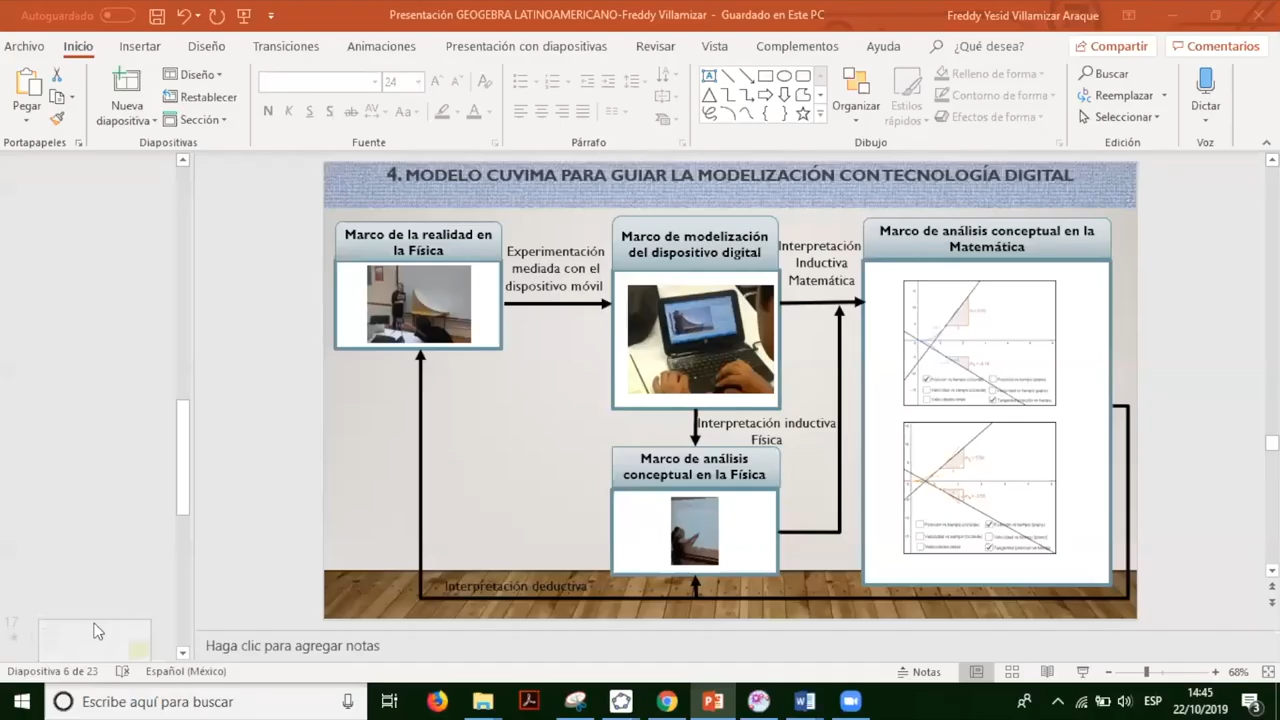 Autoguardado
Presentación GEOGEBRA LATINOAMERICANO-Freddy Villamizar - Guardado en Este PC
Freddy Yesid Villamizar Araque
Archivo Inicio Insertar Diseño Transiciones Animaciones Presentación con diapositivas Revisar Vista Complementos Ayuda ¿Qué desea? Compartir Comentarios
Pegar
Nueva
diapositiva
Diseño
Restablecer
Sección
24
N K S S ab AV Aa A
Organizar
Estilos
rápidos
Relleno de forma
Contorno de forma
Efectos de forma
Buscar
Reemplazar
Seleccionar
Dictar
Portapapeles Diapositivas Fuente Párrafo Dibujo Edición Voz
4. MODELO CUVIMA PARA GUIAR LA MODELIZACIÓN CON TECNOLOGÍA DIGITAL
Marco de la realidad en
la Física
Experimentación
mediada con el
dispositivo móvil
Marco de modelización
del dispositivo digital
Interpretación
Inductiva
Matemática
Marco de análisis conceptual en la
Matemática
Interpretación inductiva
Física
Marco de análisis
conceptual en la Física
Interpretación deductiva
17
Haga clic para agregar notas
Diapositiva 6 de 23 Español (México) Notas 68%
Escribe aquí para buscar
ESP
14:45
22/10/2019
3